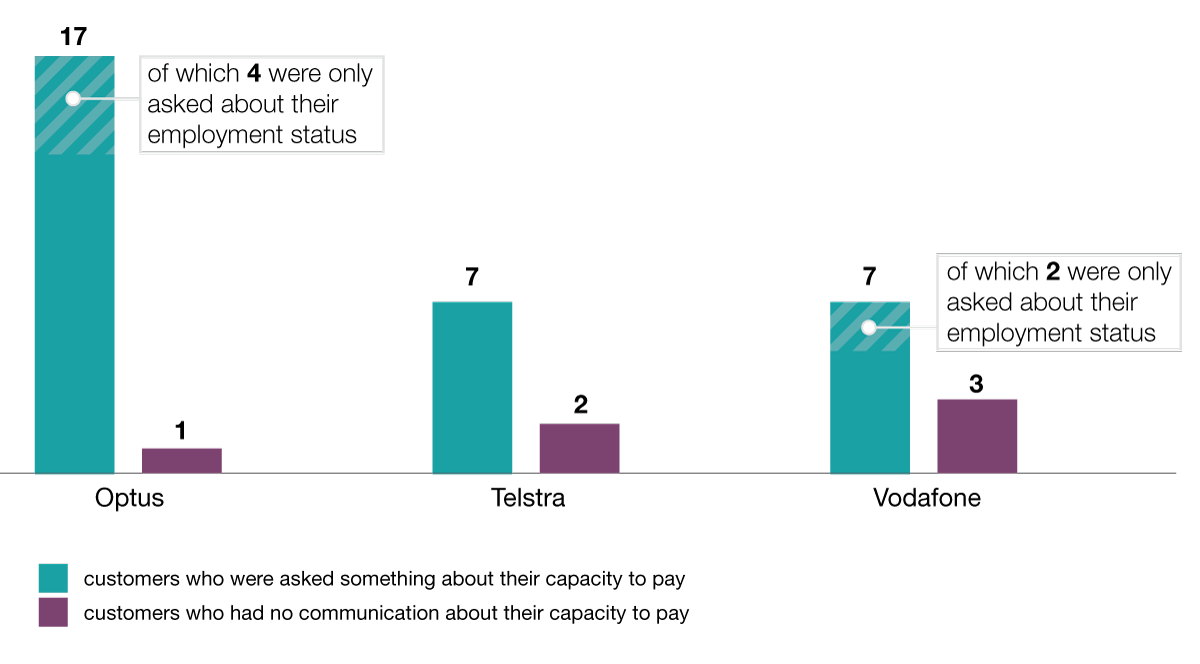 17
of which 4 were only
asked about their
employment status
1
7
2
7
of which 2 were only
asked about their
employment status
3
Optus
Telstra
Vodafone
customers who were asked something about their capacity to pay
customers who had no communication about their capacity to pay